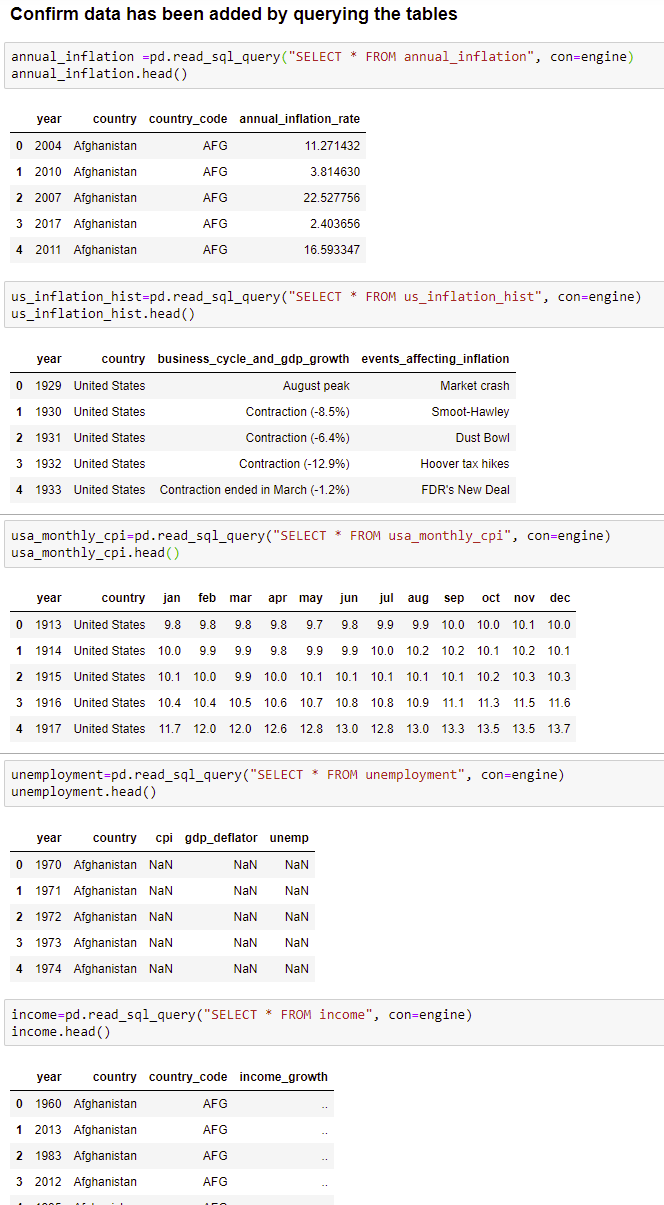 Confirm data has been added by querying the tables
annual_inflation =pd.read_sql_query("SELECT * FROM annual_inflation", con=engine)
annual_inflation.head()
year country country_code annual_inflation_rate
0 2004 Afghanistan AFG 11.271432
1 2010 Afghanistan AFG 3.814630
2 2007 Afghanistan AFG 22.527756
3 2017 Afghanistan AFG 2.403656
4 2011 Afghanistan AFG 16.593347
us_inflation_hist=pd.read_sql_query("SELECT * FROM us_inflation_hist", con=engine)
us_inflation_hist.head()
year country business_cycle_and_gdp_growth events_affecting_inflation
0 1929 United States August peak Market crash
1 1930 United States Contraction (-8.5%) Smoot-Hawley
2 1931 United States Contraction (-6.4%) Dust Bowl
3 1932 United States Contraction (-12.9%) Hoover tax hikes
4 1933 United States Contraction ended in March (-1.2%) FDR's New Deal
usa_monthly_cpi=pd.read_sql_query("SELECT * FROM usa_monthly_cpi", con=engine)
usa_monthly_cpi.head()
year country jan feb mar apr may jun jul aug sep oct nov dec
0 1913 United States 9.8 9.8 9.8 9.8 9.7 9.8 9.9 9.9 10.0 10.0 10.1 10.0
1 1914 United States 10.0 9.9 9.9 9.8 9.9 9.9 10.0 10.2 10.2 10.1 10.2 10.1
2 1915 United States 10.1 10.0 9.9 10.0 10.1 10.1 10.1 10.1 10.1 10.2 10.3 10.3
3 1916 United States 10.4 10.4 10.5 10.6 10.7 10.8 10.8 10.9 11.1 11.3 11.5 11.6
4 1917 United States 11.7 12.0 12.0 12.6 12.8 13.0 12.8 13.0 13.3 13.5 13.5 13.7
unemployment=pd.read_sql_query("SELECT * FROM unemployment", con=engine)
unemployment.head()
year country cpi gdp_deflator unemp
0 1970 Afghanistan NaN NaN NaN
1 1971 Afghanistan NaN NaN NaN
2 1972 Afghanistan NaN NaN NaN
3 1973 Afghanistan NaN NaN NaN
4 1974 Afghanistan NaN NaN NaN
income=pd.read_sql_query("SELECT * FROM income", con=engine)
income.head()
year country country_code income_growth
0 1960 Afghanistan AFG ..
1 2013 Afghanistan AFG ..
2 1983 Afghanistan AFG ..
3 2012 Afghanistan AFG ..